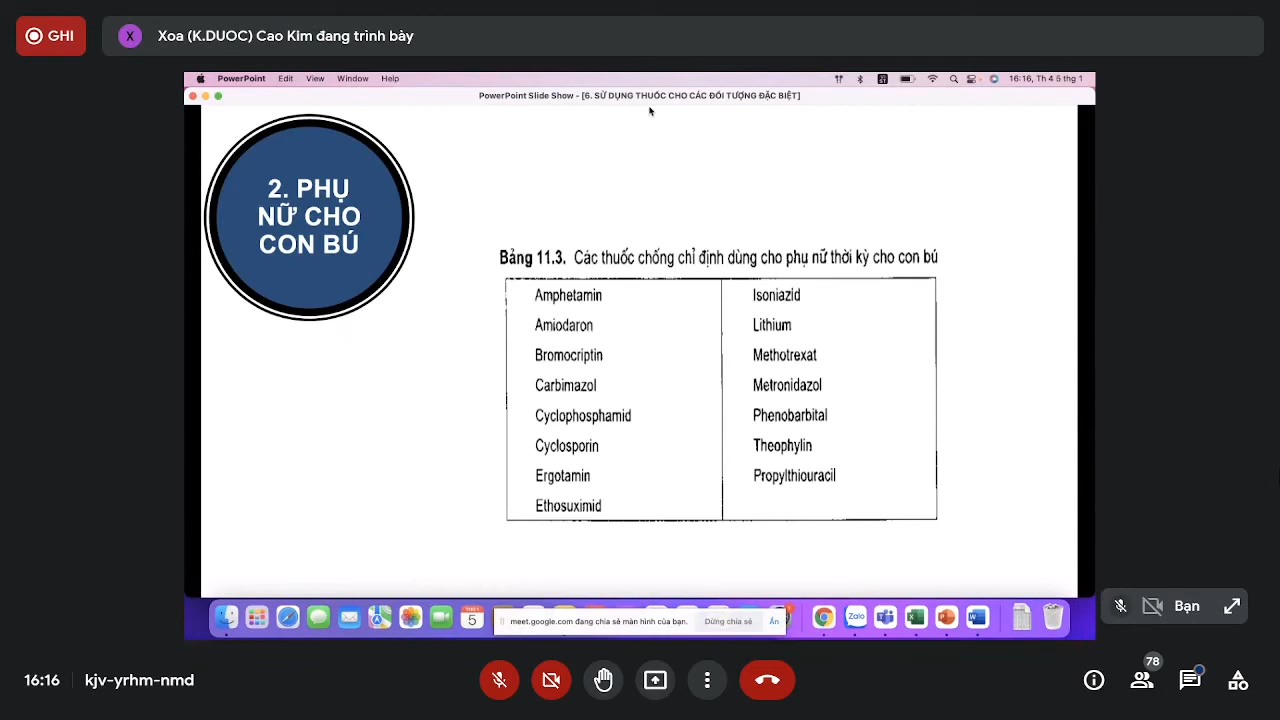 GHI
X
Xoa (K.DUOC) Cao Kim đang trình bày
PowerPoint Edit View Window Help
16:16, Th 4 5 thg 1
PowerPoint Slide Show - [6. SỬ DỤNG THUỐC CHO CÁC ĐỐI TƯỢNG ĐẶC BIỆT]
2. PHỤ
NỮ CHO
CON BÚ
Bảng 11.3. Các thuốc chống chỉ định dùng cho phụ nữ thời kỳ cho con bú
Amphetamin Isoniazid
Amiodaron Lithium
Bromocriptin Methotrexat
Carbimazol Metronidazol
Cyclophosphamid Phenobarbital
Cyclosporin Theophylin
Ergotamin Propylthiouracil
Ethosuximid
5
Zalo
meet.google.com đang chia sẻ màn hình của bạn. Dừng chia sẻ Ẩn
Bạn
16:16 kjv-yrhm-nmd
78